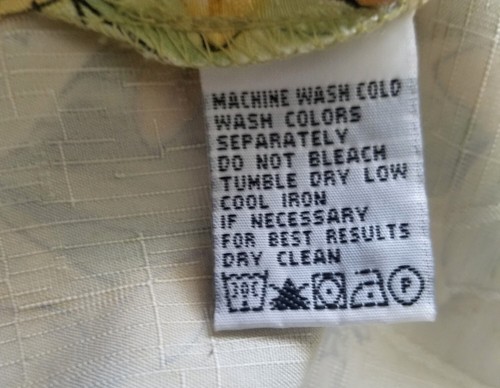 MACHINE WASH COLD
WASH COLORS
SEPARATELY
DO NOT BLEACH
TUMBLE DRY LOW
COOL IRON
IF NECESSARY
FOR BEST RESULTS
DRY CLEAN
30C P